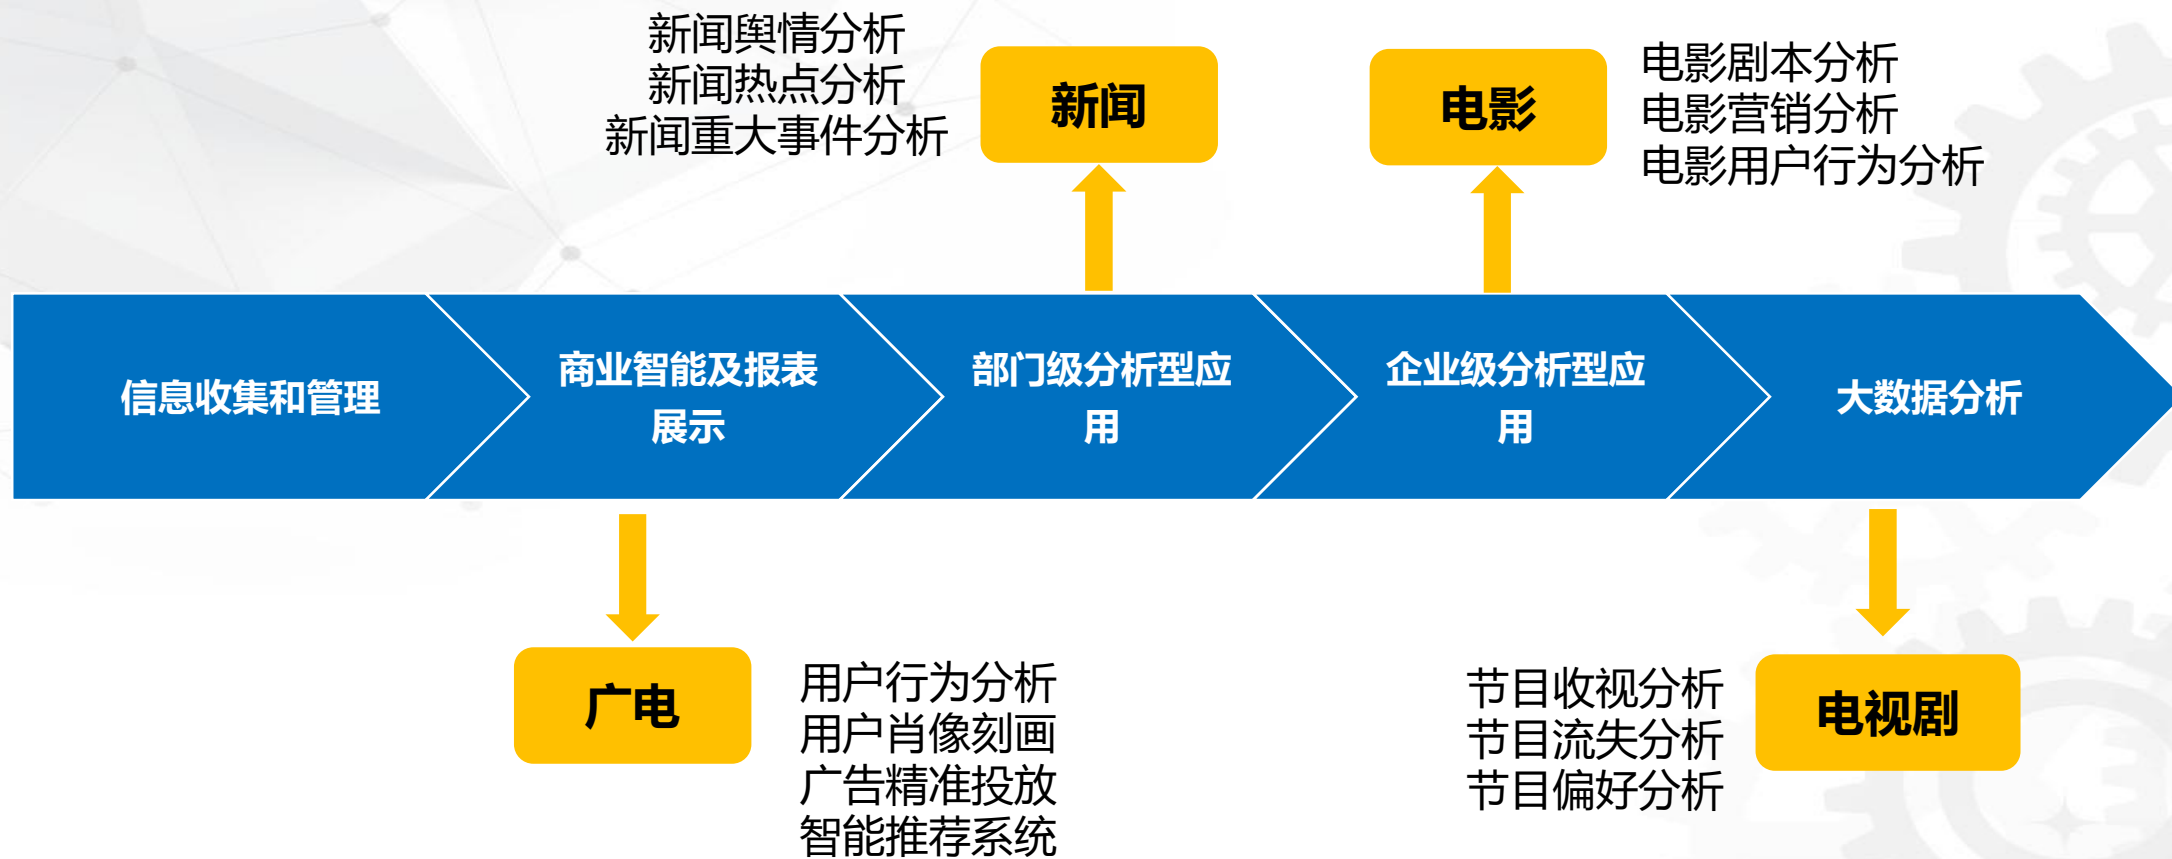 新闻舆情分析
新闻热点分析
新闻重大事件分析
新闻
电影
电影剧本分析
电影营销分析
电影用户行为分析
信息收集和管理
商业智能及报表
展示
部门级分析型应
用
企业级分析型应
用
大数据分析
广电
用户行为分析
用户肖像刻画
广告精准投放
智能推荐系统
节目收视分析
节目流失分析
节目偏好分析
电视剧